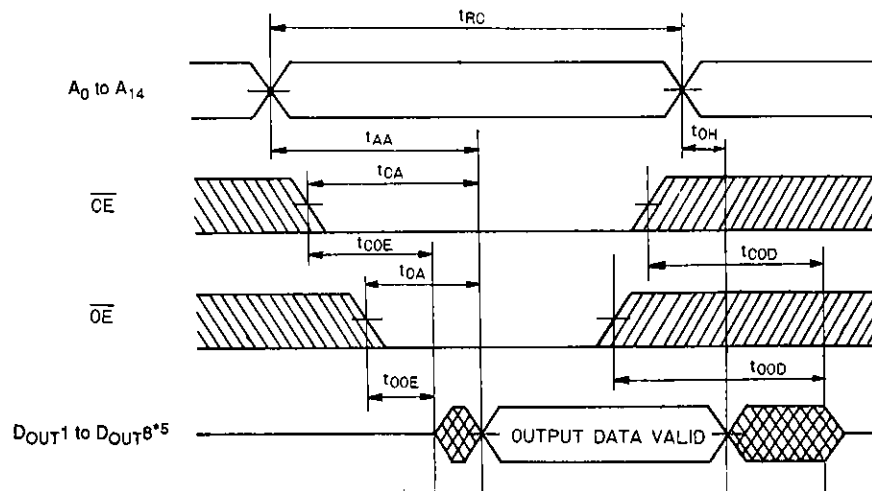 tRC
A0 to A14
tAA
tOH
tCA
CE
tCOE
tCOD
tOA
OE
tOOD
tOOE
DOUT1 to DOUT8*5
OUTPUT DATA VALID